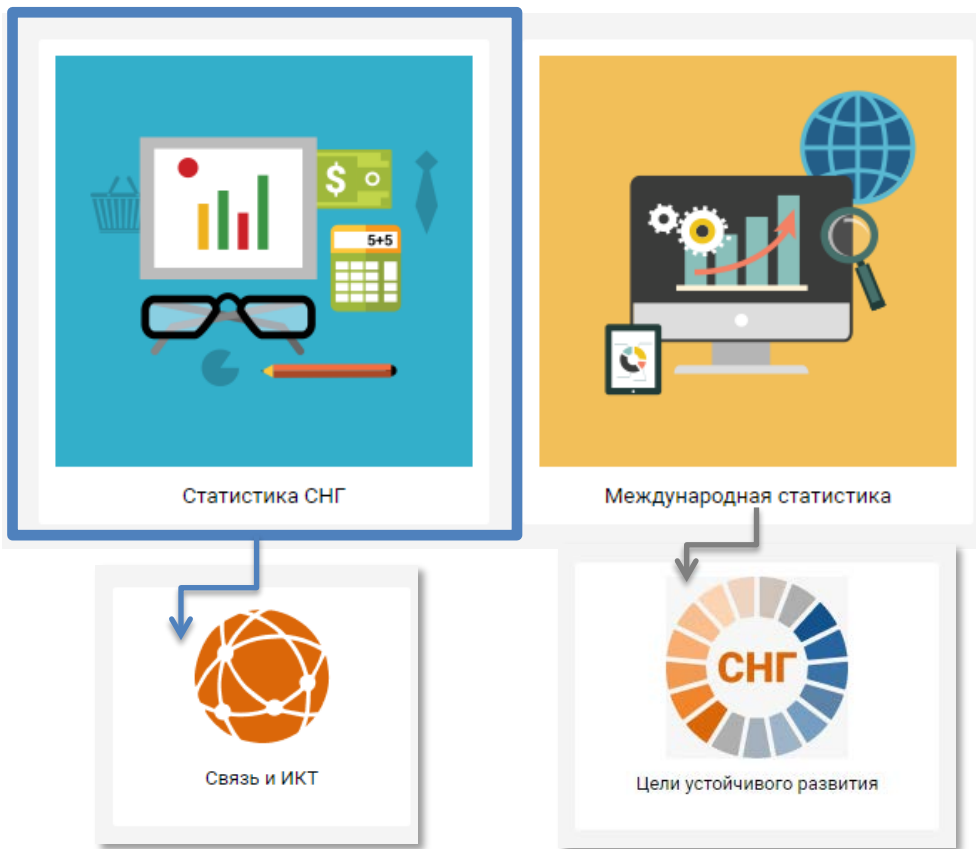 $
5+5
Статистика СНГ
Международная статистика
СНГ
Связь и ИКТ
Цели устойчивого развития